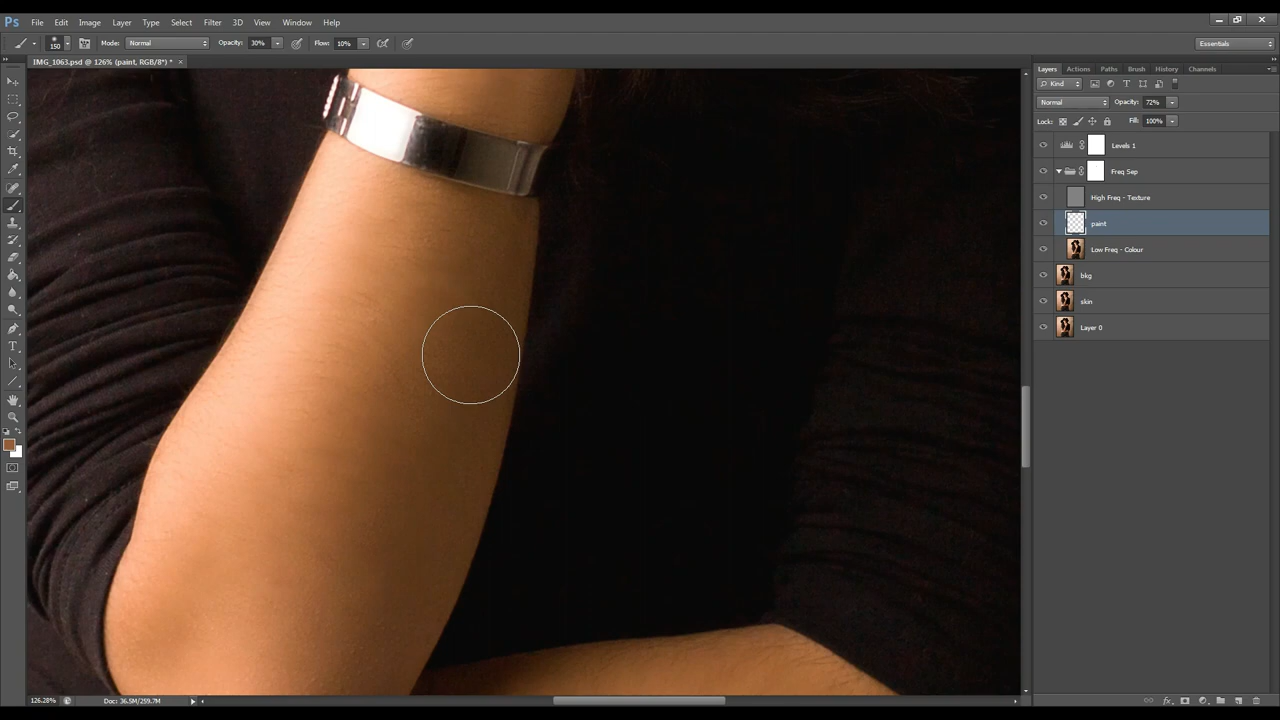 Ps File Edit Image Layer Type Select Filter 3D View Window Help
150 Mode: Normal Opacity: 30% Flow: 10% Essentials
IMG_1063.psd @ 126% (paint, RGB/8*) * ×
Layers Actions Paths Brush History Channels
Kind
Normal Opacity: 72%
Lock: Fill: 100%
Levels 1
Freq Sep
High Freq - Texture
paint
Low Freq - Colour
bkg
skin
Layer 0
126.28% Doc: 36.5M/259.7M